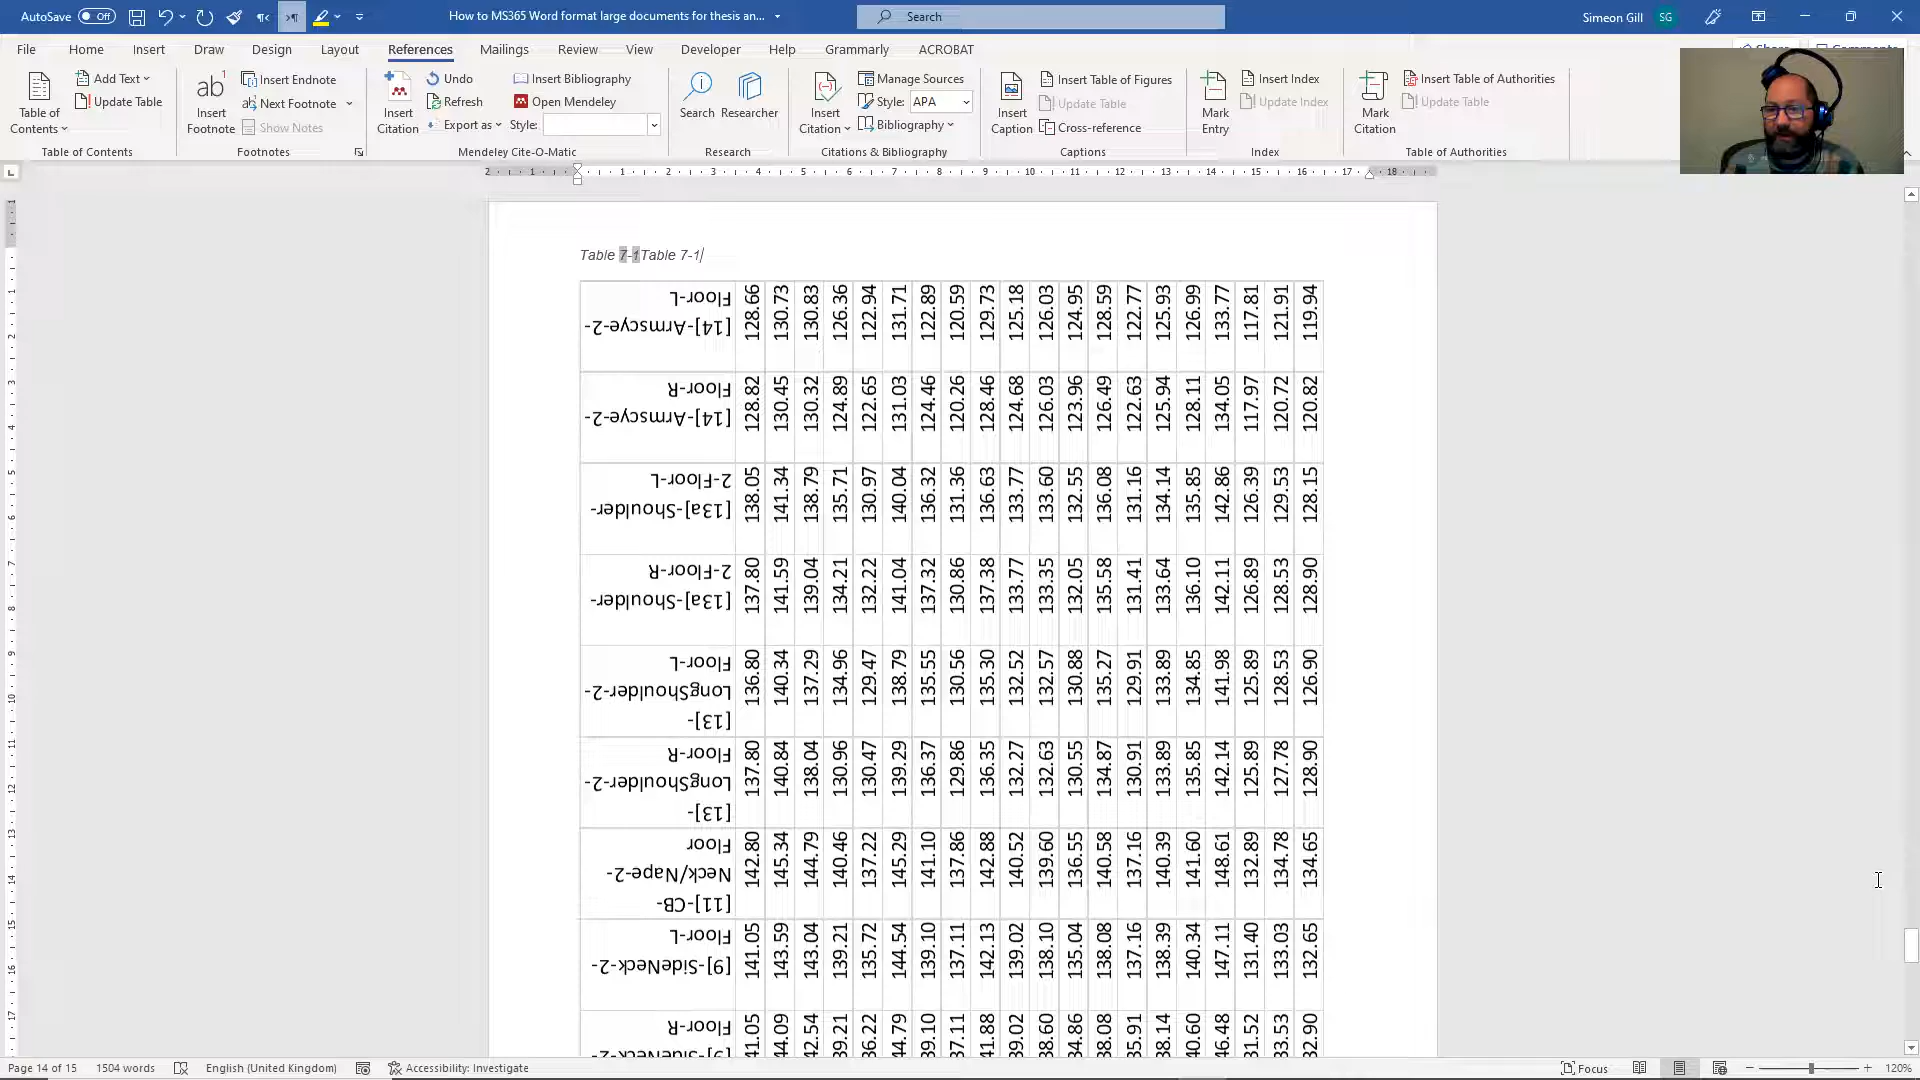 AutoSave Off How to MS365 Word format large documents for thesis an... Search Simeon Gill SG
File Home Insert Draw Design Layout References Mailings Review View Developer Help Grammarly ACROBAT
Table of Contents
Add Text
Update Table
Table of Contents
ab1
Insert Footnote
Insert Endnote
Next Footnote
Show Notes
Footnotes
Insert Citation
Undo
Refresh
Export as
Insert Bibliography
Open Mendeley
Style:
Mendeley Cite-O-Matic
Search
Researcher
Research
Insert Citation
Manage Sources
Style: APA
Bibliography
Citations & Bibliography
Insert Caption
Insert Table of Figures
Update Table
Cross-reference
Captions
Mark Entry
Insert Index
Update Index
Index
Mark Citation
Insert Table of Authorities
Update Table
Table of Authorities
2 1 1 2 3 4 5 6 7 8 9 10 11 12 13 14 15 16 17 18
Table 7-1Table 7-1
[14]-Armscye-2-Floor-L 128.66 130.73 130.83 126.36 122.94 131.71 122.89 120.59 129.73 125.18 126.03 124.95 128.59 122.77 125.93 126.99 133.77 117.81 121.91 119.94
[14]-Armscye-2-Floor-R 128.82 130.45 130.32 124.89 122.65 131.03 124.46 120.26 128.46 124.68 126.03 123.96 126.49 122.63 125.94 128.11 134.05 117.97 120.72 120.82
[13a]-Shoulder-2-Floor-L 138.05 141.34 138.79 135.71 130.97 140.04 136.32 131.36 136.63 133.77 133.60 132.55 136.08 131.16 134.14 135.85 142.86 126.39 129.53 128.15
[13a]-Shoulder-2-Floor-R 137.80 141.59 139.04 134.21 132.22 141.04 137.32 130.86 137.38 133.77 133.35 132.05 135.58 131.41 133.64 136.10 142.11 126.89 128.53 128.90
[13]-LongShoulder-2-Floor-L 136.80 140.34 137.29 134.96 129.47 138.79 135.55 130.56 135.30 132.52 132.57 130.88 135.27 129.91 133.89 134.85 141.98 125.89 128.53 126.90
[13]-LongShoulder-2-Floor-R 137.80 140.84 138.04 130.96 130.47 139.29 136.37 129.86 136.35 132.27 132.63 130.55 134.87 130.91 133.89 135.85 142.14 125.89 127.78 128.90
[11]-CB-Neck/Nape-2-Floor 142.80 145.34 144.79 140.46 137.22 145.29 141.10 137.86 142.88 140.52 139.60 136.55 140.58 137.16 140.39 141.60 148.61 132.89 134.78 134.65
[9]-SideNeck-2-Floor-L 141.05 143.59 143.04 139.21 135.72 144.54 139.10 137.11 142.13 139.02 138.10 135.04 138.08 137.16 138.39 140.34 147.11 131.40 133.03 132.65
[9]-SideNeck-2-Floor-R 41.05 44.09 42.54 39.21 36.22 44.79 39.10 37.11 41.88 39.02 38.60 34.86 38.08 35.91 38.14 40.60 46.48 31.52 33.53 32.90
Page 14 of 15 1504 words English (United Kingdom) Accessibility: Investigate Focus 120%